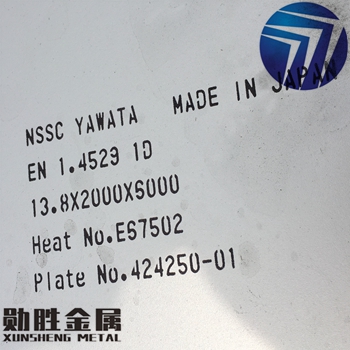 NSSC YAWATA MADE IN JAPAN
EN 1.4529 1D
13.8X2000X6000
Heat No.E67502
Plate No.424250-01
勋胜金属
XUNSHENG METAL